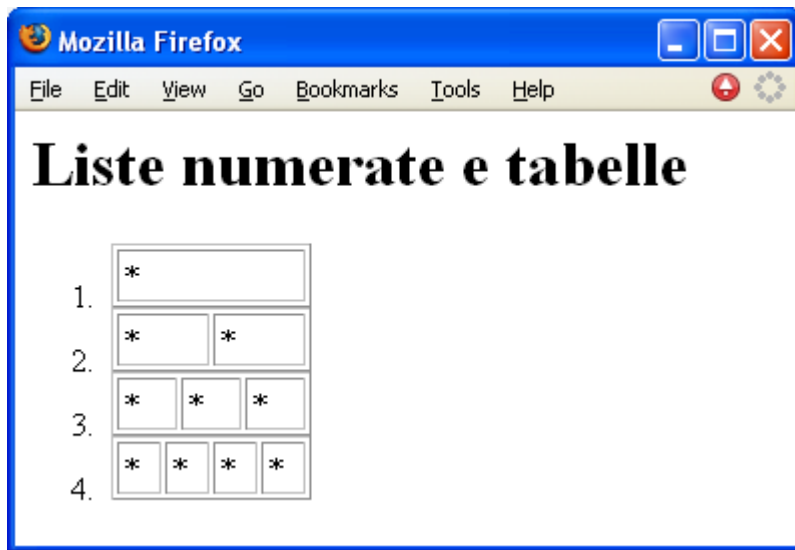 Mozilla Firefox
File Edit View Go Bookmarks Tools Help
Liste numerate e tabelle
1. *
2. * *
3. * * *
4. * * * *